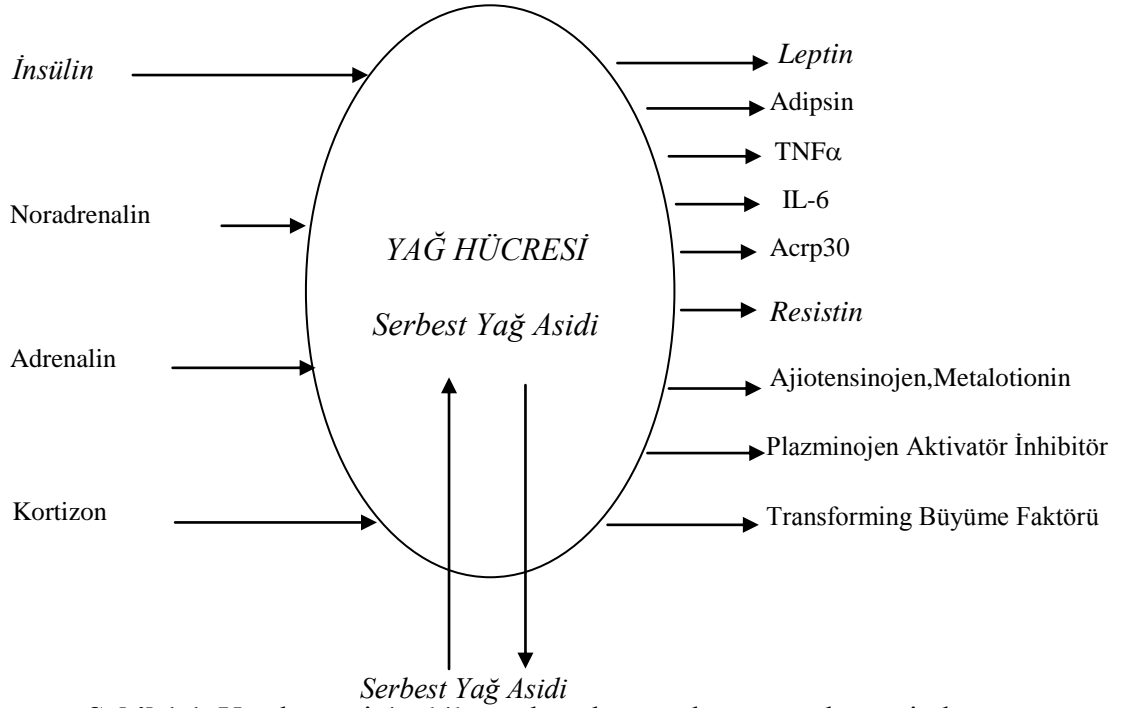 İnsülin
Noradrenalin
Adrenalin
Kortizon
YAĞ HÜCRESİ
Serbest Yağ Asidi
Leptin
Adipsin
TNFα
IL-6
Acrp30
Resistin
Ajiotensinojen,Metalotionin
Plazminojen Aktivatör İnhibitör
Transforming Büyüme Faktörü
Serbest Yağ Asidi